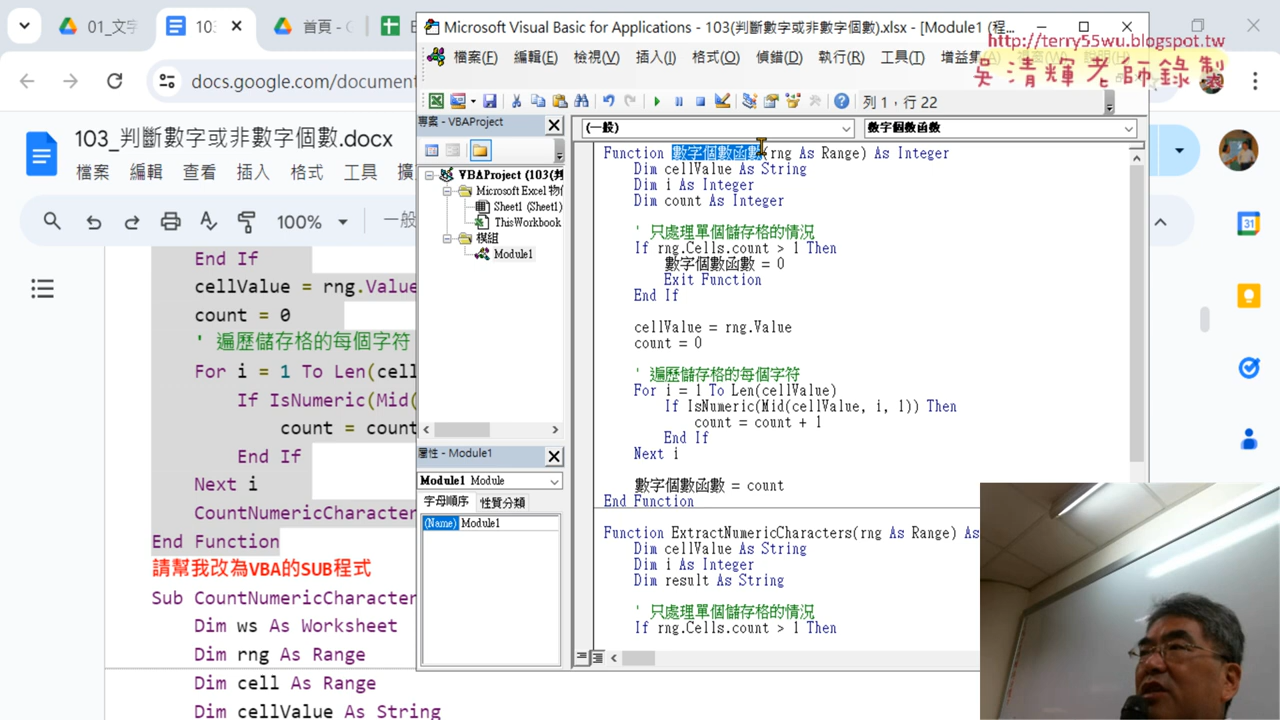 01_文字
103
首頁 - C
E
docs.google.com/document
103_判斷數字或非數字個數.docx
檔案 編輯 查看 插入 格式 工具
100% 一般
End If
cellValue = rng.Value
count = 0
' 遍歷儲存格的每個字符
For i = 1 To Len(cell
If IsNumeric(Mid(
count = count
End If
Next i
CountNumericCharacter
End Function
請幫我改為VBA的SUB程式
Sub CountNumericCharacter
Dim ws As Worksheet
Dim rng As Range
Dim cell As Range
Dim cellValue As String
Microsoft Visual Basic for Applications - 103(判斷數字或非數字個數).xlsx - [Module1 (程...
http://terry55wu.blogspot.tw
吳清輝老師錄製
檔案(F) 編輯(E) 檢視(V) 插入(I) 格式(O) 偵錯(D) 執行(R) 工具(T) 增益集(A)
列 1，行 22
專案 - VBAProject
VBAProject (103(判
Microsoft Excel 物件
Sheet1 (Sheet1)
ThisWorkbook
模組
Module1
屬性 - Module1
Module1 Module
字母順序 性質分類
(Name) Module1
(一般) 數字個數函數
Function 數字個數函數(rng As Range) As Integer
Dim cellValue As String
Dim i As Integer
Dim count As Integer
' 只處理單個儲存格的情況
If rng.Cells.count > 1 Then
數字個數函數 = 0
Exit Function
End If
cellValue = rng.Value
count = 0
' 遍歷儲存格的每個字符
For i = 1 To Len(cellValue)
If IsNumeric(Mid(cellValue, i, 1)) Then
count = count + 1
End If
Next i
數字個數函數 = count
End Function
Function ExtractNumericCharacters(rng As Range) As
Dim cellValue As String
Dim i As Integer
Dim result As String
' 只處理單個儲存格的情況
If rng.Cells.count > 1 Then